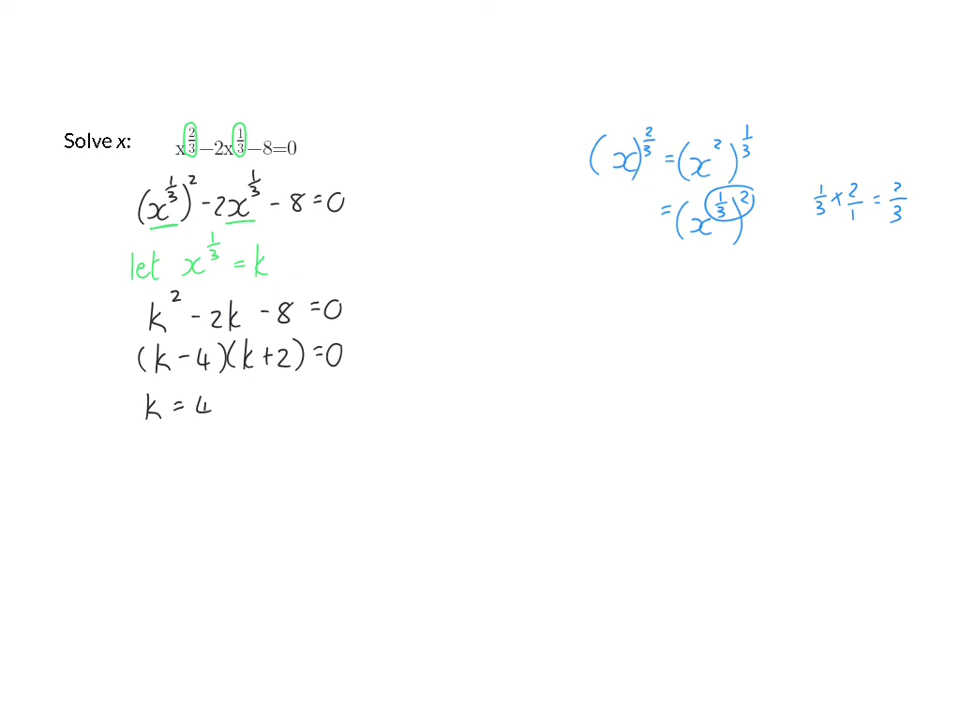 Solve x: x^(2/3) −2x^(1/3) −8=0
(x^(1/3))^2 - 2x^(1/3) - 8 = 0
let x^(1/3) = k
k^2 - 2k - 8 = 0
(k - 4)(k + 2) = 0
k = 4
(x)^(2/3) = (x^2)^(1/3)
= (x^(1/3))^2
1/3 × 2/1 = 2/3